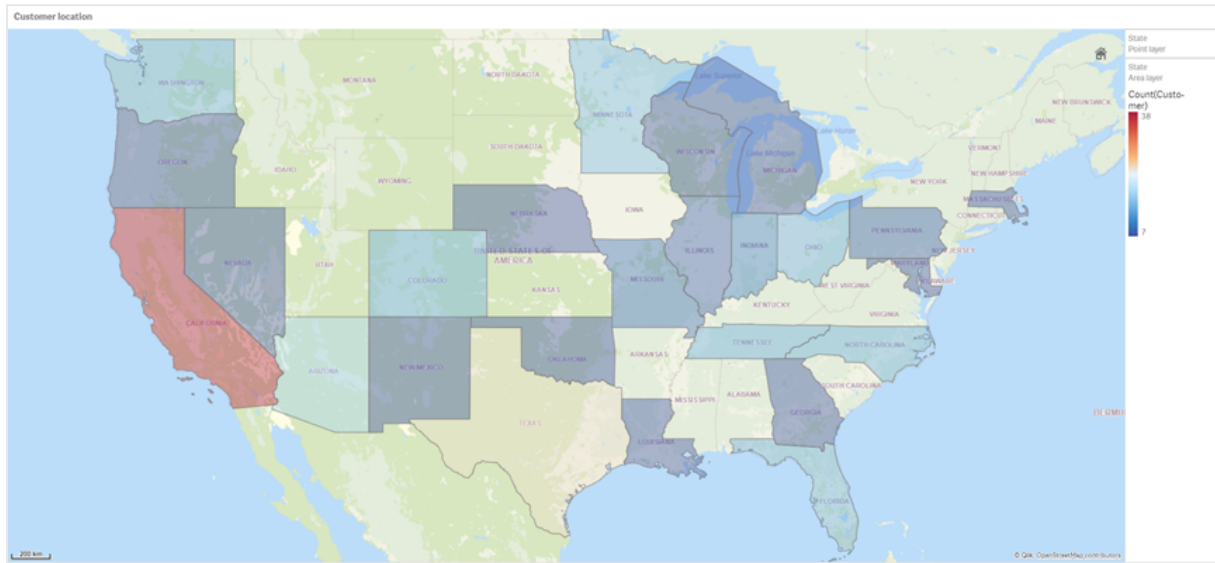 Customer location
State
Point layer
State
Area layer
Count(Custo-
mer)
38
7
WASHINGTON
MONTANA
NORTH DAKOTA
MINNESOTA
Lake Superior
NEW BRUNSWICK
MAINE
OREGON
IDAHO
SOUTH DAKOTA
WISCONSIN
Lake Michigan
Lake Huron
MICHIGAN
VERMONT
NEW HAMPSHIRE
WYOMING
NEW YORK
MASSACHUSETTS
CONNECTICUT
NEBRASKA
IOWA
PENNSYLVANIA
NEVADA
UTAH
UNITED STATES OF
AMERICA
ILLINOIS
INDIANA
OHIO
NEW JERSEY
MARYLAND
DELAWARE
COLORADO
KANSAS
MISSOURI
WEST VIRGINIA
KENTUCKY
VIRGINIA
CALIFORNIA
ARIZONA
NEW MEXICO
OKLAHOMA
ARKANSAS
TENNESSEE
NORTH CAROLINA
SOUTH CAROLINA
TEXAS
MISSISSIPPI
ALABAMA
GEORGIA
LOUISIANA
FLORIDA
200 km
© Qlik, OpenStreetMap contributors